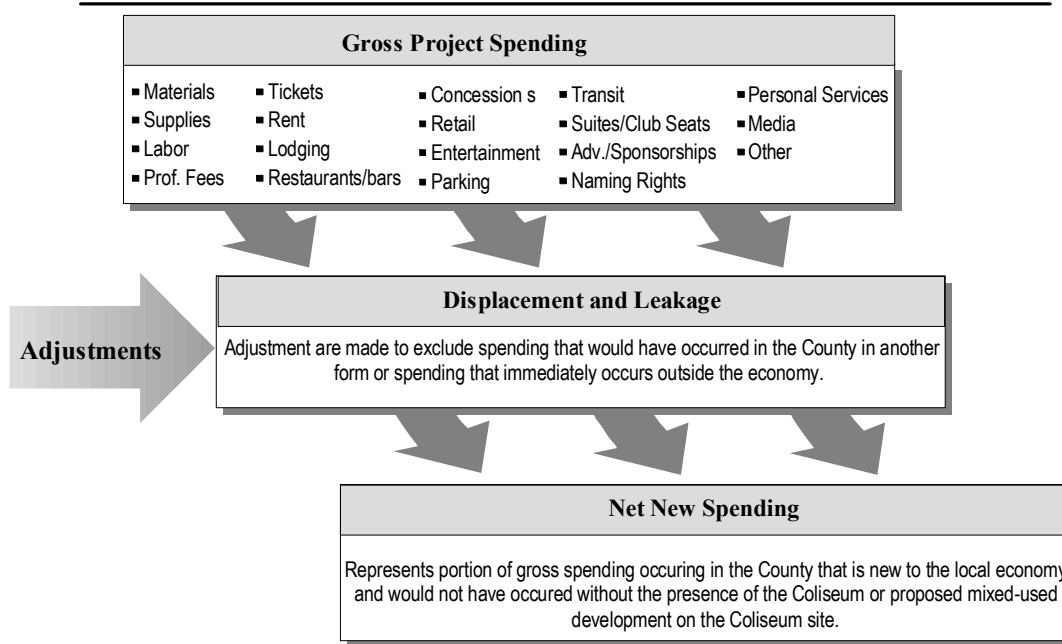 Gross Project Spending
▪ Materials
▪ Supplies
▪ Labor
▪ Prof. Fees
▪ Tickets
▪ Rent
▪ Lodging
▪ Restaurants/bars
▪ Concession s
▪ Retail
▪ Entertainment
▪ Parking
▪ Transit
▪ Suites/Club Seats
▪ Adv./Sponsorships
▪ Naming Rights
▪ Personal Services
▪ Media
▪ Other
Adjustments
Displacement and Leakage
Adjustment are made to exclude spending that would have occurred in the County in another
form or spending that immediately occurs outside the economy.
Net New Spending
Represents portion of gross spending occuring in the County that is new to the local economy
and would not have occured without the presence of the Coliseum or proposed mixed-used
development on the Coliseum site.